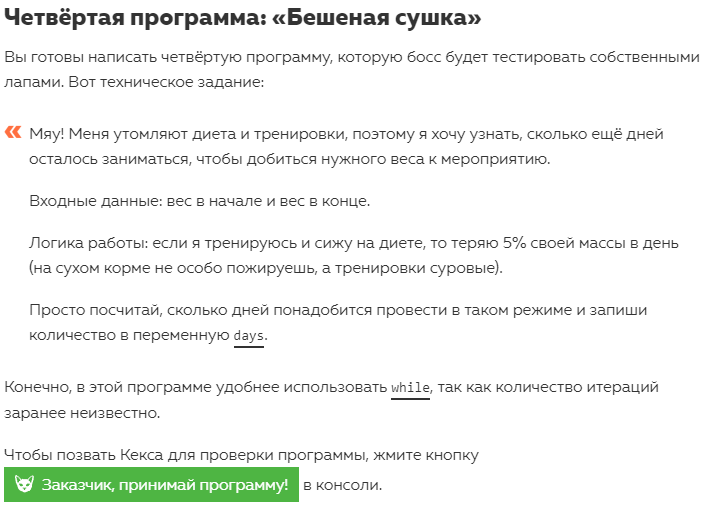 Четвёртая программа: «Бешеная сушка»
Вы готовы написать четвёртую программу, которую босс будет тестировать собственными
лапами. Вот техническое задание:
« Мяу! Меня утомляют диета и тренировки, поэтому я хочу узнать, сколько ещё дней
осталось заниматься, чтобы добиться нужного веса к мероприятию.
Входные данные: вес в начале и вес в конце.
Логика работы: если я тренируюсь и сижу на диете, то теряю 5% своей массы в день
(на сухом корме не особо пожируешь, а тренировки суровые).
Просто посчитай, сколько дней понадобится провести в таком режиме и запиши
количество в переменную days.
Конечно, в этой программе удобнее использовать while, так как количество итераций
заранее неизвестно.
Чтобы позвать Кекса для проверки программы, жмите кнопку
Заказчик, принимай программу! в консоли.